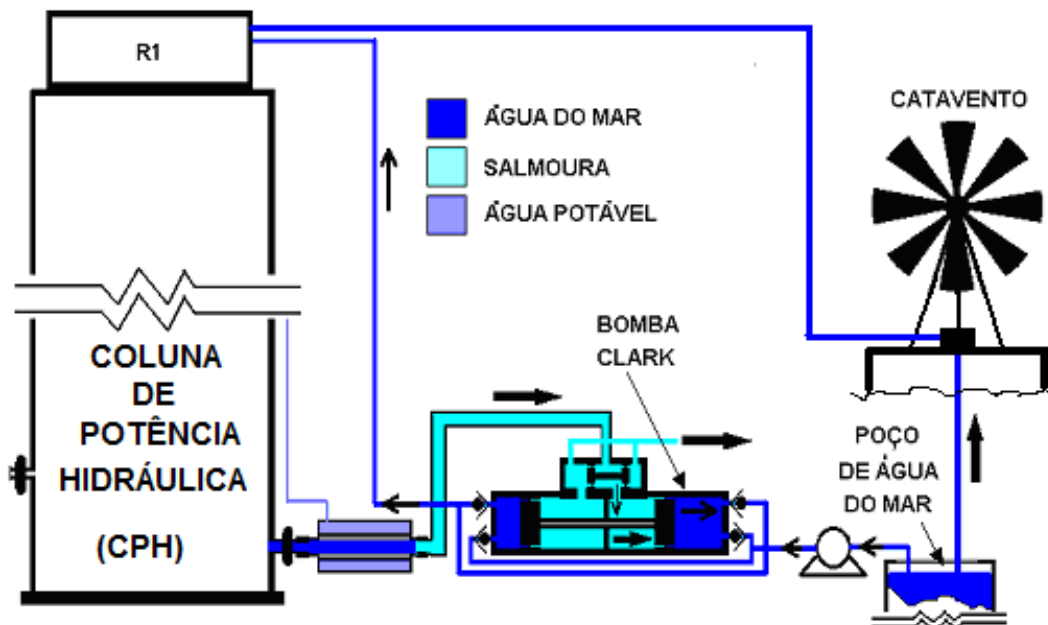 R1
ÁGUA DO MAR
SALMOURA
ÁGUA POTÁVEL
CATAVENTO
BOMBA
CLARK
COLUNA
DE
POTÊNCIA
HIDRÁULICA
(CPH)
POÇO
DE ÁGUA
DO MAR